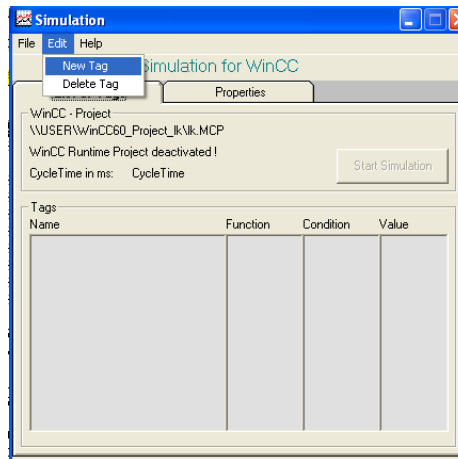 Simulation
File Edit Help
New Tag
Delete Tag
Simulation for WinCC
Properties
WinCC - Project
\\USER\WinCC60_Project_lk\lk.MCP
WinCC Runtime Project deactivated !
CycleTime in ms: CycleTime
Start Simulation
Tags
Name Function Condition Value